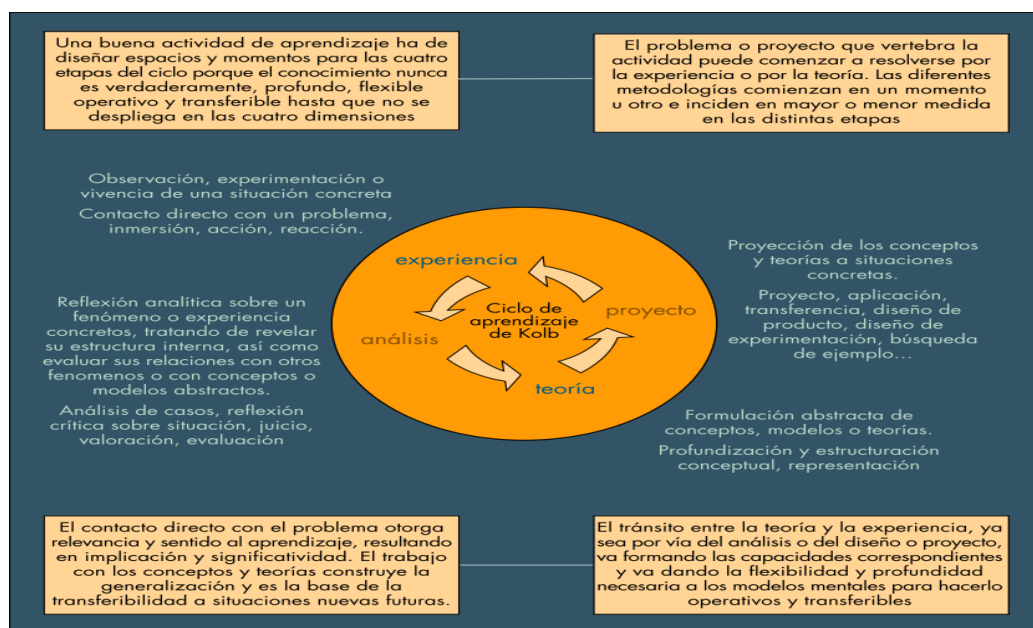 Una buena actividad de aprendizaje ha de
diseñar espacios y momentos para las cuatro
etapas del ciclo porque el conocimiento nunca
es verdaderamente, profundo, flexible
operativo y transferible hasta que no se
despliega en las cuatro dimensiones
El problema o proyecto que vertebra la
actividad puede comenzar a resolverse por
la experiencia o por la teoría. Las diferentes
metodologías comienzan en un momento
u otro e inciden en mayor o menor medida
en las distintas etapas
Observación, experimentación o
vivencia de una situación concreta
Contacto directo con un problema,
inmersión, acción, reacción.
Reflexión analítica sobre un
fenómeno o experiencia
concretos, tratando de revelar
su estructura interna, así como
evaluar sus relaciones con otros
fenomenos o con conceptos o
modelos abstractos.
Análisis de casos, reflexión
crítica sobre situación, juicio,
valoración, evaluación
experiencia
análisis
Ciclo de
aprendizaje
de Kolb
proyecto
teoría
Proyección de los conceptos
y teorías a situaciones
concretas.
Proyecto, aplicación,
transferencia, diseño de
producto, diseño de
experimentación, búsqueda
de ejemplo...
Formulación abstracta de
conceptos, modelos o teorías.
Profundización y estructuración
conceptual, representación
El contacto directo con el problema otorga
relevancia y sentido al aprendizaje, resultando
en implicación y significatividad. El trabajo
con los conceptos y teorías construye la
generalización y es la base de la
transferibilidad a situaciones nuevas futuras.
El tránsito entre la teoría y la experiencia, ya
sea por vía del análisis o del diseño o proyecto,
va formando las capacidades correspondientes
y va dando la flexibilidad y profundidad
necesaria a los modelos mentales para hacerlo
operativos y transferibles